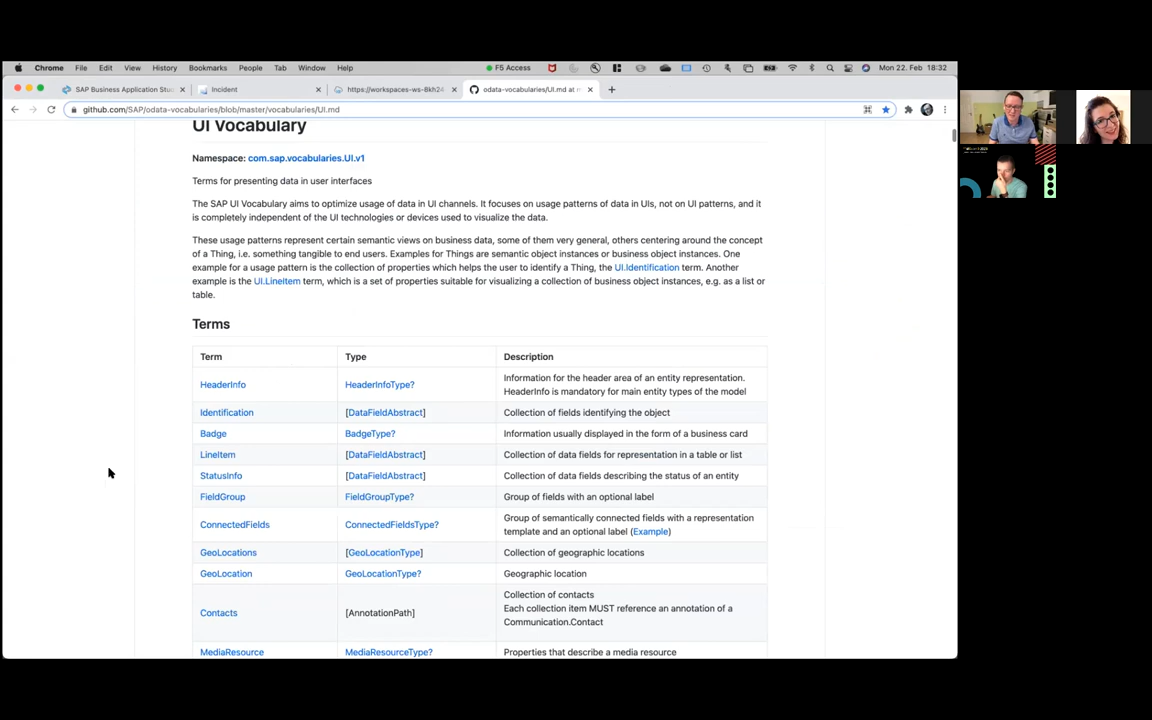 Chrome File Edit View History Bookmarks People Tab Window Help F5 Access Mon 22. Feb 18:32
SAP Business Application Stu Incident https://workspaces-ws-8kh24 odata-vocabularies/UI.md at m
github.com/SAP/odata-vocabularies/blob/master/vocabularies/UI.md
UI Vocabulary
Namespace: com.sap.vocabularies.UI.v1
Terms for presenting data in user interfaces
The SAP UI Vocabulary aims to optimize usage of data in UI channels. It focuses on usage patterns of data in UIs, not on UI patterns, and it
is completely independent of the UI technologies or devices used to visualize the data.
These usage patterns represent certain semantic views on business data, some of them very general, others centering around the concept
of a Thing, i.e. something tangible to end users. Examples for Things are semantic object instances or business object instances. One
example for a usage pattern is the collection of properties which helps the user to identify a Thing, the UI.Identification term. Another
example is the UI.LineItem term, which is a set of properties suitable for visualizing a collection of business object instances, e.g. as a list or
table.
Terms
Term Type Description
HeaderInfo HeaderInfoType? Information for the header area of an entity representation.
HeaderInfo is mandatory for main entity types of the model
Identification [DataFieldAbstract] Collection of fields identifying the object
Badge BadgeType? Information usually displayed in the form of a business card
LineItem [DataFieldAbstract] Collection of data fields for representation in a table or list
StatusInfo [DataFieldAbstract] Collection of data fields describing the status of an entity
FieldGroup FieldGroupType? Group of fields with an optional label
ConnectedFields ConnectedFieldsType? Group of semantically connected fields with a representation
template and an optional label (Example)
GeoLocations [GeoLocationType] Collection of geographic locations
GeoLocation GeoLocationType? Geographic location
Contacts [AnnotationPath] Collection of contacts
Each collection item MUST reference an annotation of a
Communication.Contact
MediaResource MediaResourceType? Properties that describe a media resource